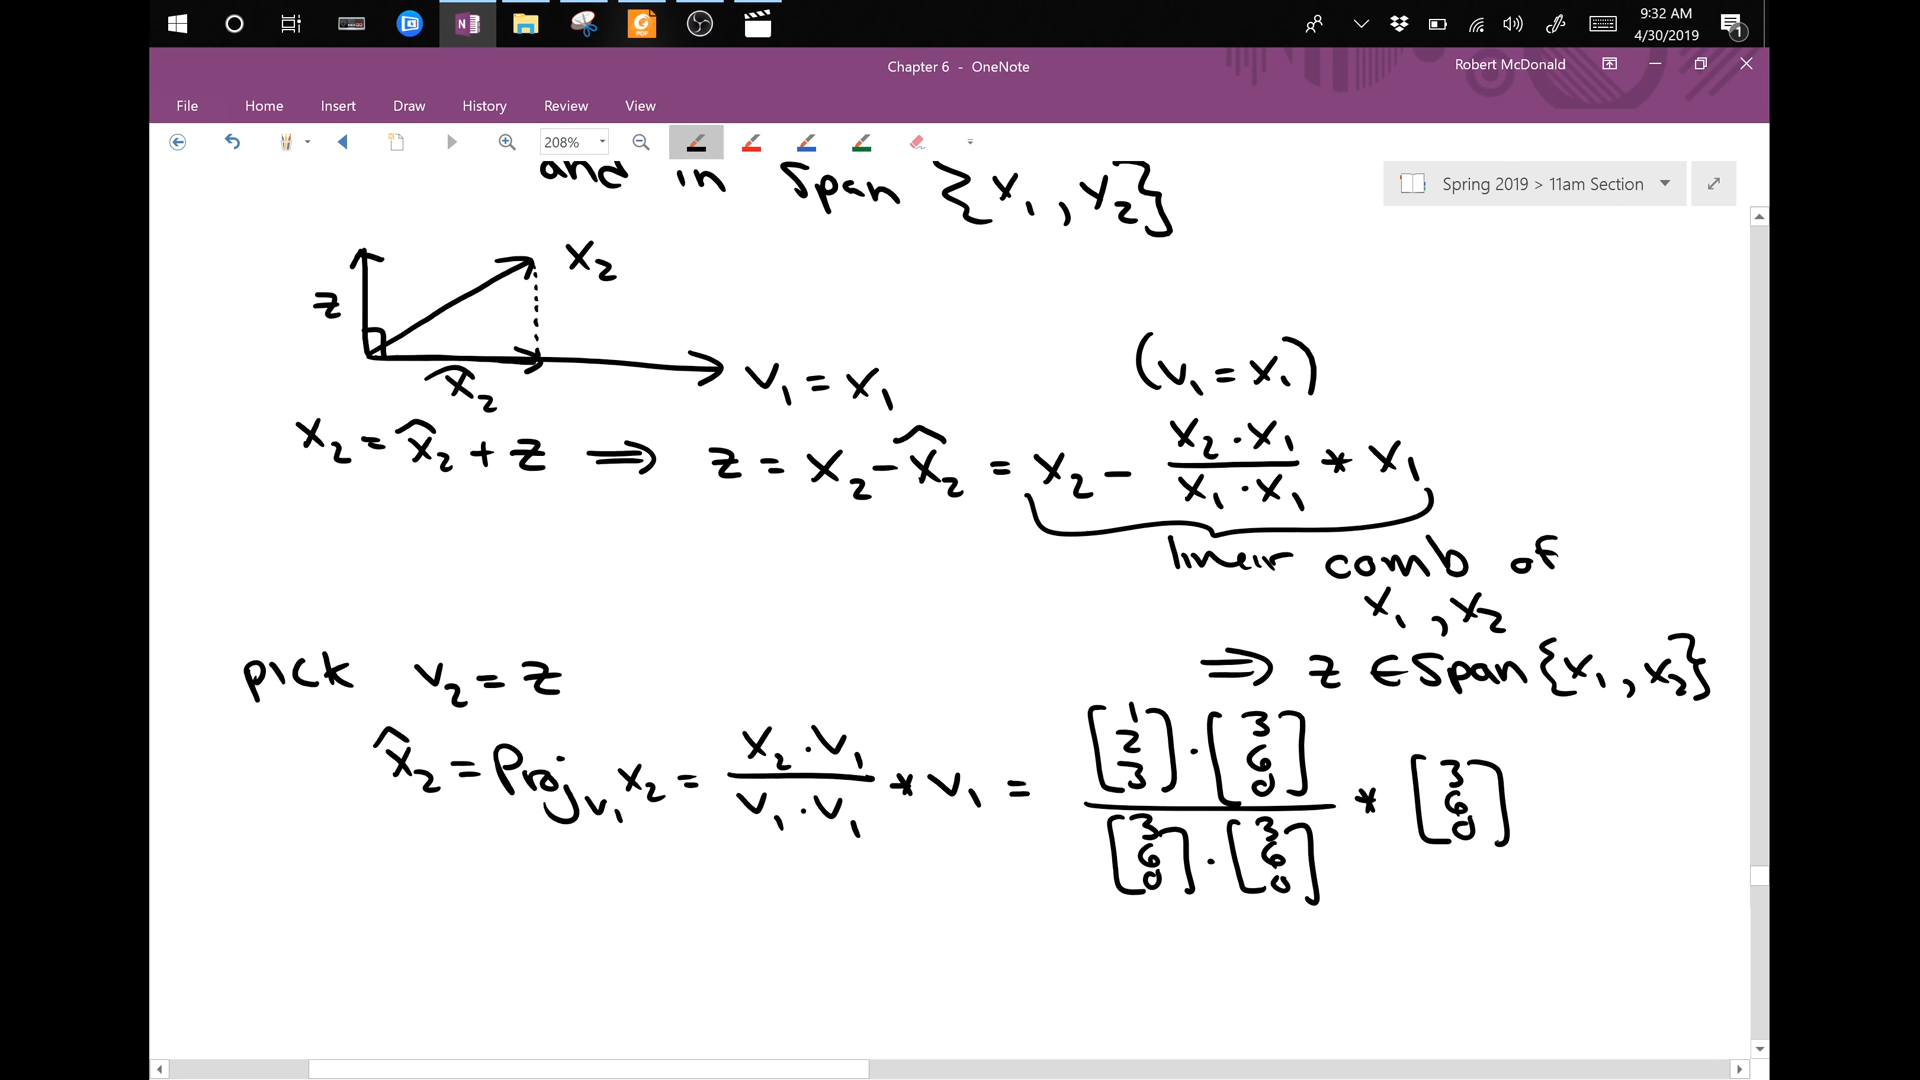 9:32 AM
4/30/2019
1
Chapter 6 - OneNote
Robert McDonald
File Home Insert Draw History Review View
208%
Spring 2019 > 11am Section
and in Span {x₁, x₂}
z
x₂
x̂₂
v₁ = x₁
(v₁ = x₁)
x₂ = x̂₂ + z ⟹ z = x₂ - x̂₂ = x₂ - (x₂ · x₁)/(x₁ · x₁) * x₁
linear comb of
x₁, x₂
pick v₂ = z
⟹ z ∈ Span {x₁, x₂}
x̂₂ = Proj_v₁ x₂ = (x₂ · v₁)/(v₁ · v₁) * v₁ = ([1 2 3] · [3 6 0])/([3 6 0] · [3 6 0]) * [3 6 0]